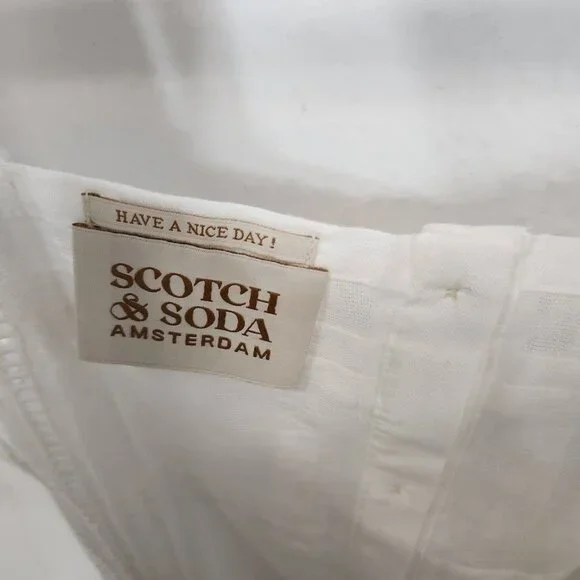 HAVE A NICE DAY!
SCOTCH
& SODA
AMSTERDAM